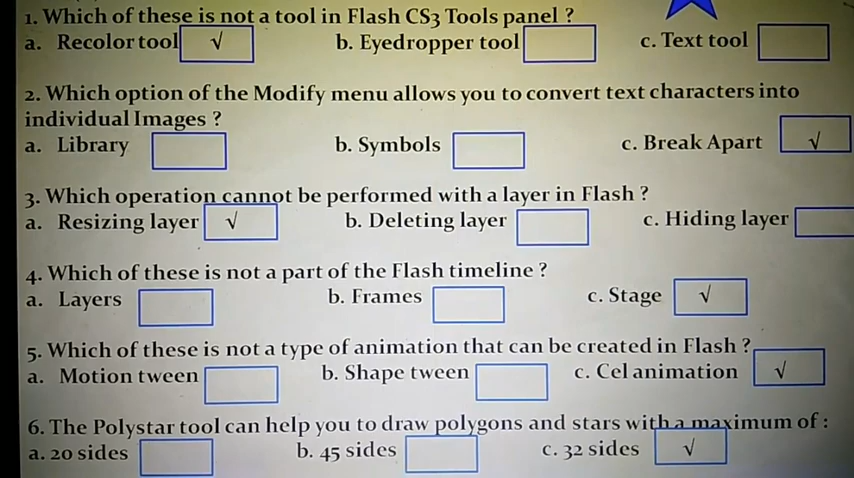 1. Which of these is not a tool in Flash CS3 Tools panel ?
a. Recolor tool √ b. Eyedropper tool c. Text tool
2. Which option of the Modify menu allows you to convert text characters into
individual Images ?
a. Library b. Symbols c. Break Apart √
3. Which operation cannot be performed with a layer in Flash ?
a. Resizing layer √ b. Deleting layer c. Hiding layer
4. Which of these is not a part of the Flash timeline ?
a. Layers b. Frames c. Stage √
5. Which of these is not a type of animation that can be created in Flash ?
a. Motion tween b. Shape tween c. Cel animation √
6. The Polystar tool can help you to draw polygons and stars with a maximum of :
a. 20 sides b. 45 sides c. 32 sides √